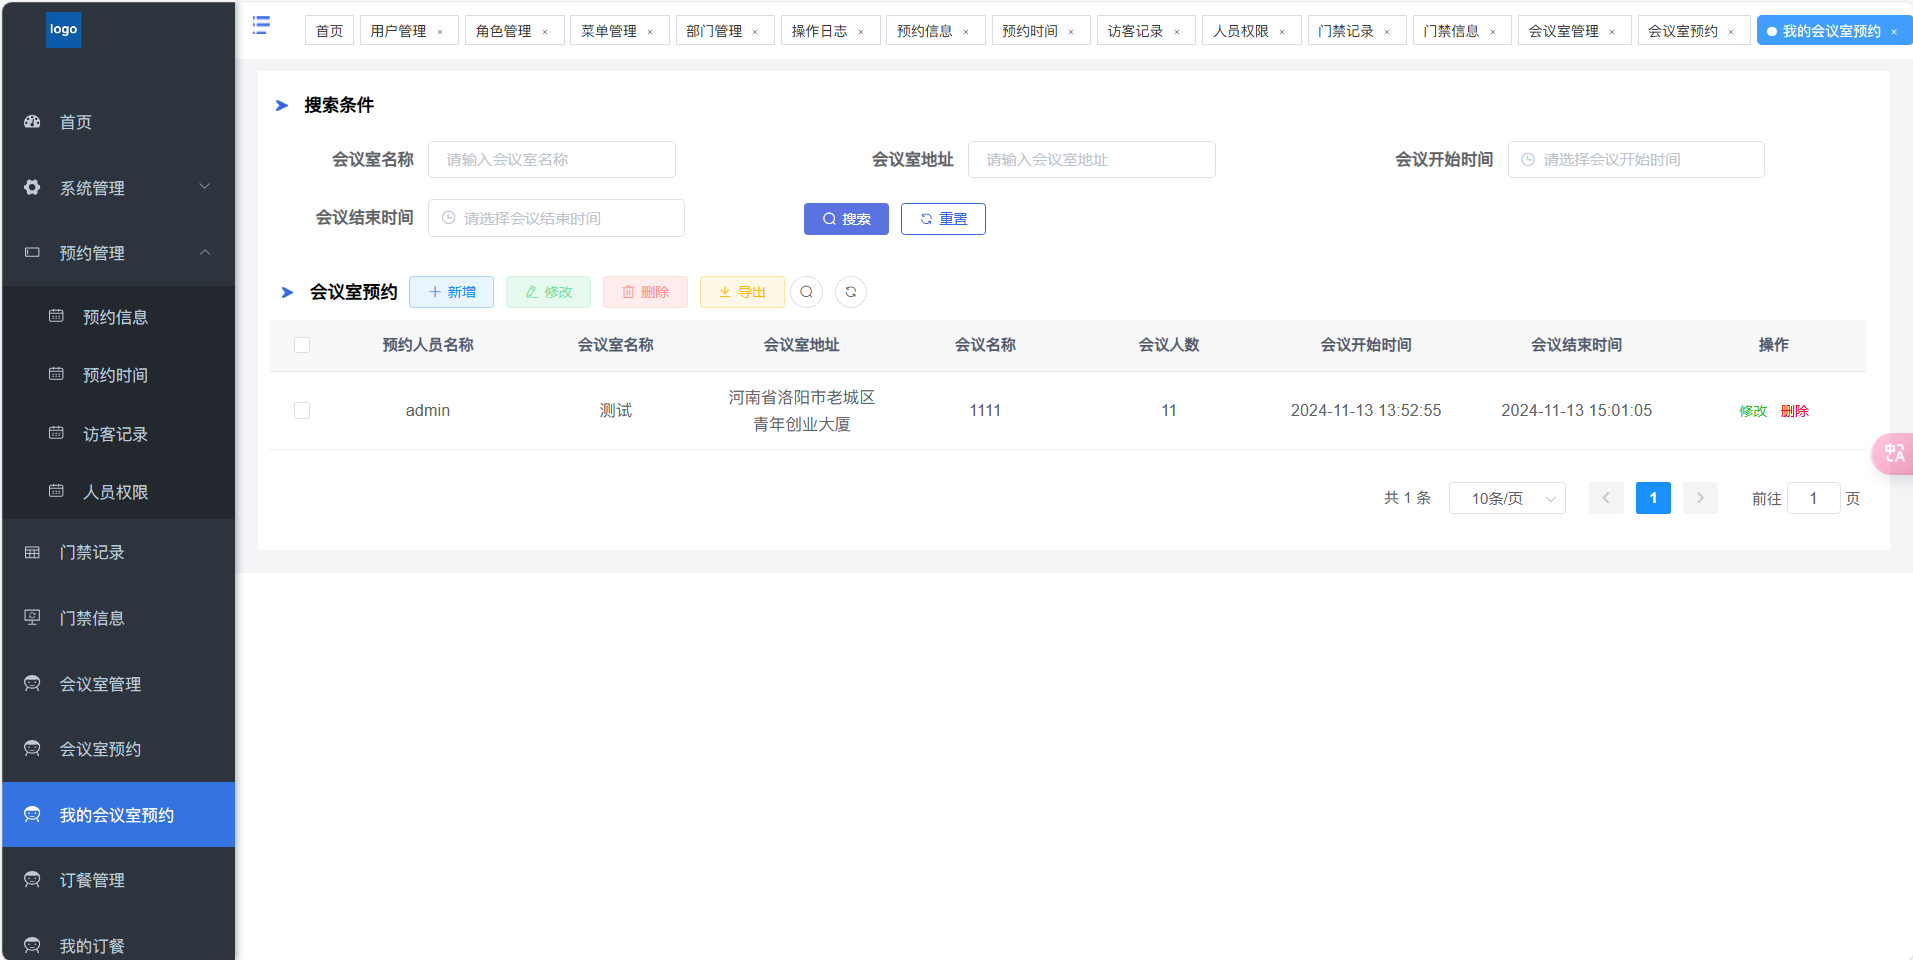 logo
首页
系统管理
预约管理
预约信息
预约时间
访客记录
人员权限
门禁记录
门禁信息
会议室管理
会议室预约
我的会议室预约
订餐管理
我的订餐
首页 用户管理 × 角色管理 × 菜单管理 × 部门管理 × 操作日志 × 预约信息 × 预约时间 × 访客记录 × 人员权限 × 门禁记录 × 门禁信息 × 会议室管理 × 会议室预约 × 我的会议室预约 ×
搜索条件
会议室名称 请输入会议室名称 会议室地址 请输入会议室地址 会议开始时间 请选择会议开始时间
会议结束时间 请选择会议结束时间 搜索 重置
会议室预约 新增 修改 删除 导出
预约人员名称 会议室名称 会议室地址 会议名称 会议人数 会议开始时间 会议结束时间 操作
admin 测试 河南省洛阳市老城区 1111 11 2024-11-13 13:52:55 2024-11-13 15:01:05 修改 删除
青年创业大厦
中A
共 1 条 10条/页 1 前往 1 页